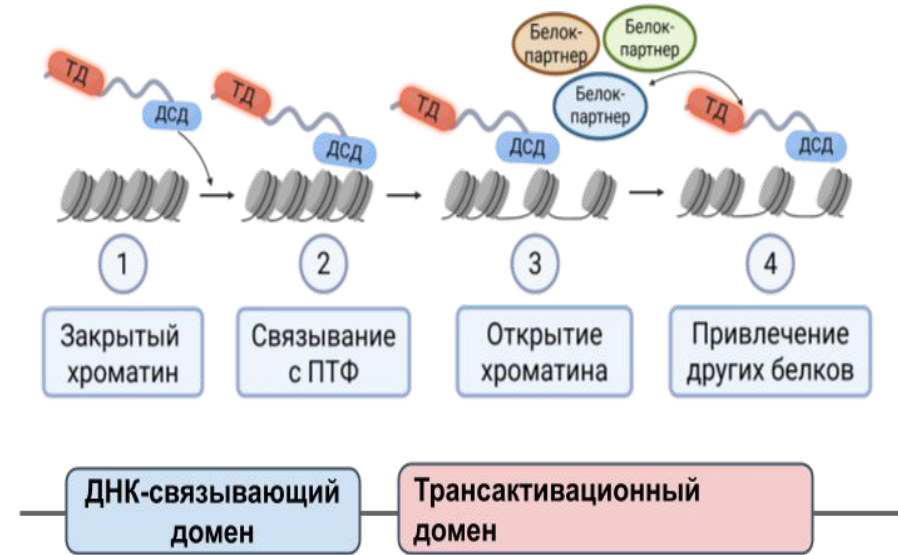 Белок-
партнер
Белок-
партнер
Белок-
партнер
ТД
ДСД
ТД
ДСД
ТД
ДСД
ТД
ДСД
1
2
3
4
Закрытый
хроматин
Связывание
с ПТФ
Открытие
хроматина
Привлечение
других белков
ДНК-связывающий
домен
Трансактивационный
домен